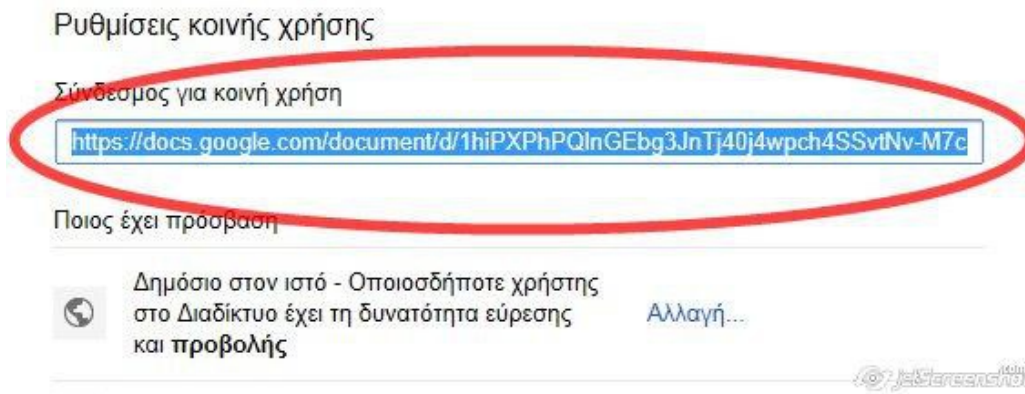 Ρυθμίσεις κοινής χρήσης
Σύνδεσμος για κοινή χρήση
https://docs.google.com/document/d/1hiPXPhPQlnGEbg3JnTj40j4wpch4SSvtNv-M7c
Ποιος έχει πρόσβαση
Δημόσιο στον ιστό - Οποιοσδήποτε χρήστης
στο Διαδίκτυο έχει τη δυνατότητα εύρεσης
και προβολής
Αλλαγή...